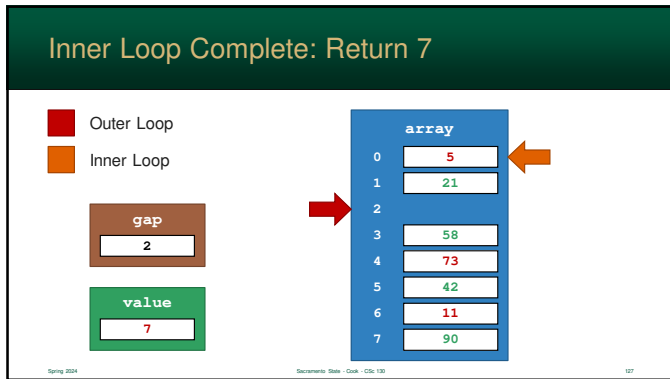 Inner Loop Complete: Return 7
Outer Loop
Inner Loop
gap
2
value
7
array
0 5
1 21
2
3 58
4 73
5 42
6 11
7 90
Spring 2024
Sacramento State - Cook - CSc 130
127